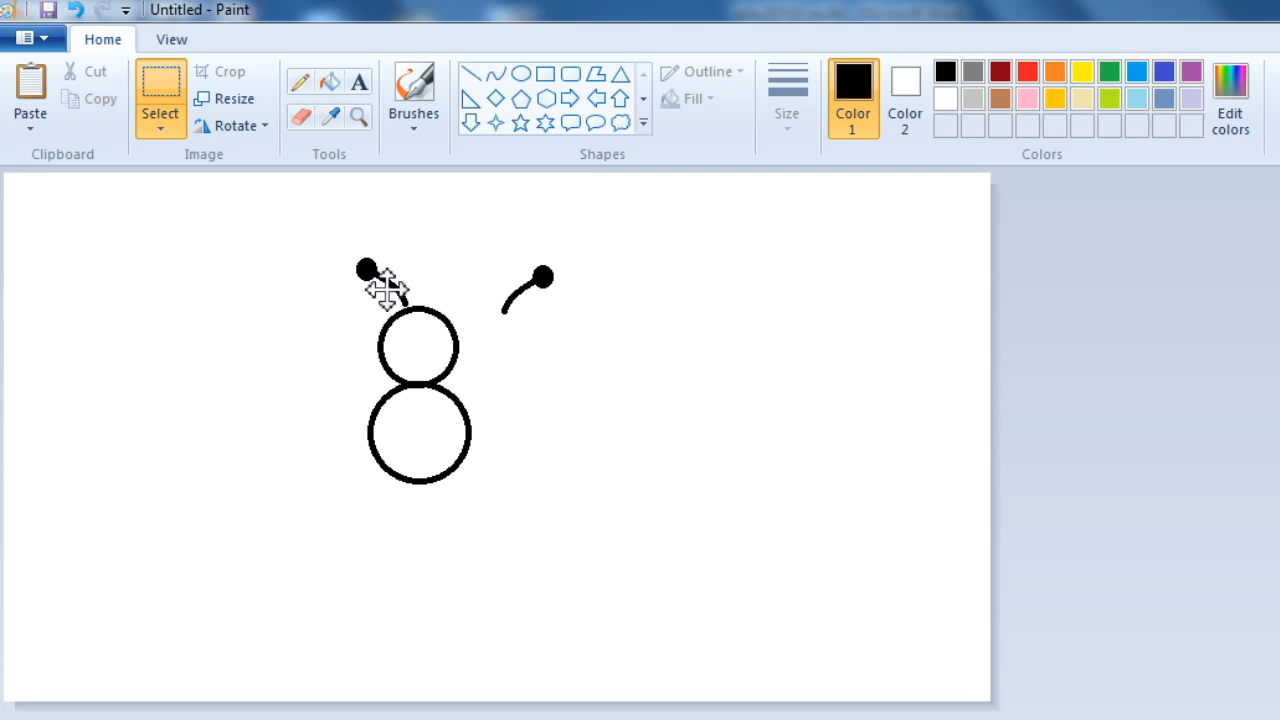 Untitled - Paint
Home View
Paste
Cut
Copy
Clipboard
Select
Crop
Resize
Rotate
Image
A
Tools
Brushes
Shapes
Outline
Fill
Size
Color 1
Color 2
Edit colors
Colors